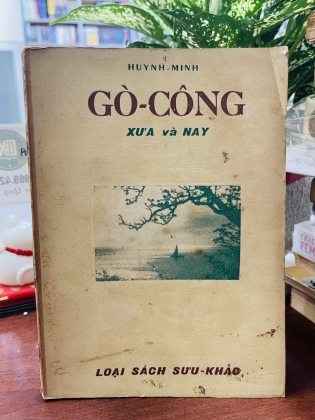 HUỲNH-MINH
GÒ-CÔNG
XƯA và NAY
LOẠI SÁCH SƯU-KHẢO